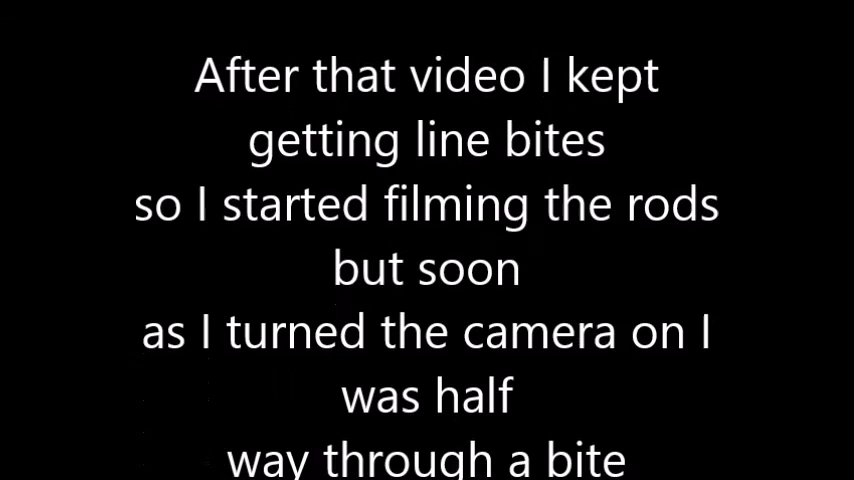 After that video I kept
getting line bites
so I started filming the rods
but soon
as I turned the camera on I
was half
way through a bite